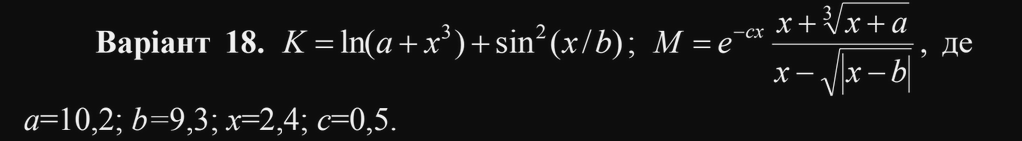 Варіант 18. K = ln(a + x³) + sin²(x/b); M = e⁻ᶜˣ (x + ∛(x + a)) / (x − √|x − b|), де
a=10,2; b=9,3; x=2,4; c=0,5.